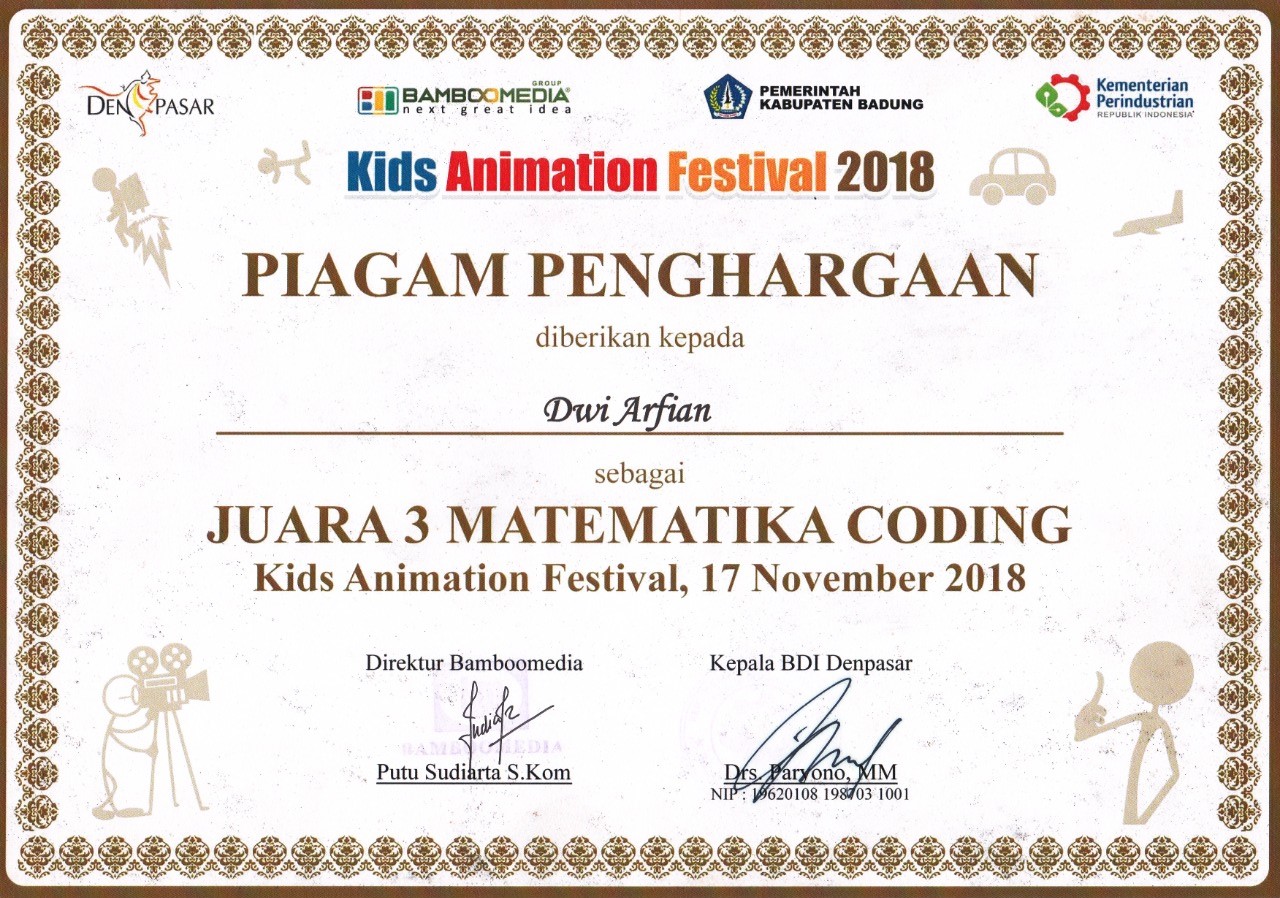 DENPASAR
BAMBOOMEDIA® GROUP
next great idea
PEMERINTAH
KABUPATEN BADUNG
Kementerian
Perindustrian
REPUBLIK INDONESIA
Kids Animation Festival 2018
PIAGAM PENGHARGAAN
diberikan kepada
Dwi Arfian
sebagai
JUARA 3 MATEMATIKA CODING
Kids Animation Festival, 17 November 2018
Direktur Bamboomedia
BAMBOOMEDIA
Putu Sudiarta S.Kom
Kepala BDI Denpasar
Drs. Paryono, MM
NIP : 19620108 198703 1001